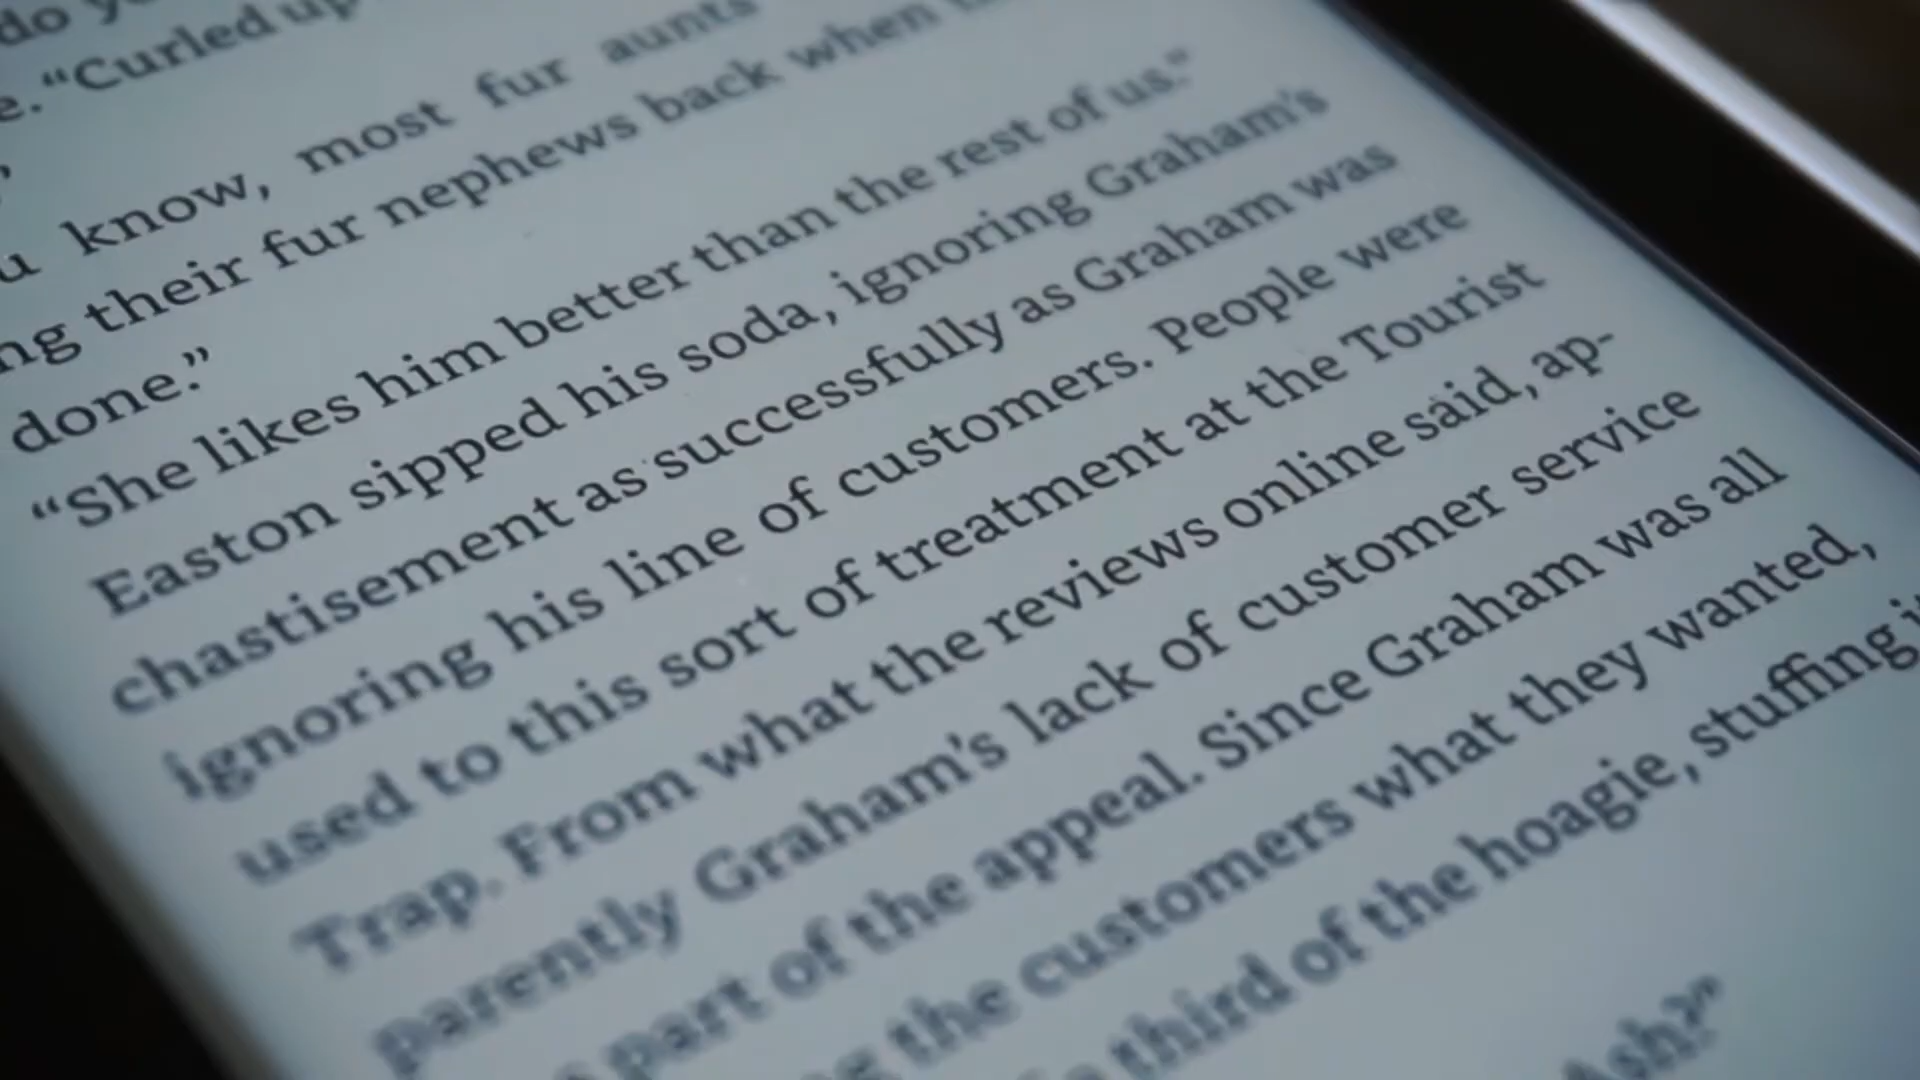 do
e. “Curled up
u know, most fur aunts
ng their fur nephews back when
done.”
“She likes him better than the rest of us.”
Easton sipped his soda, ignoring Graham’s
chastisement as successfully as Graham was
ignoring his line of customers. People were
used to this sort of treatment at the Tourist
Trap. From what the reviews online said, ap-
parently Graham’s lack of customer service
part of the appeal. Since Graham was all
the customers what they wanted,
third of the hoagie, stuffing
Ash?”